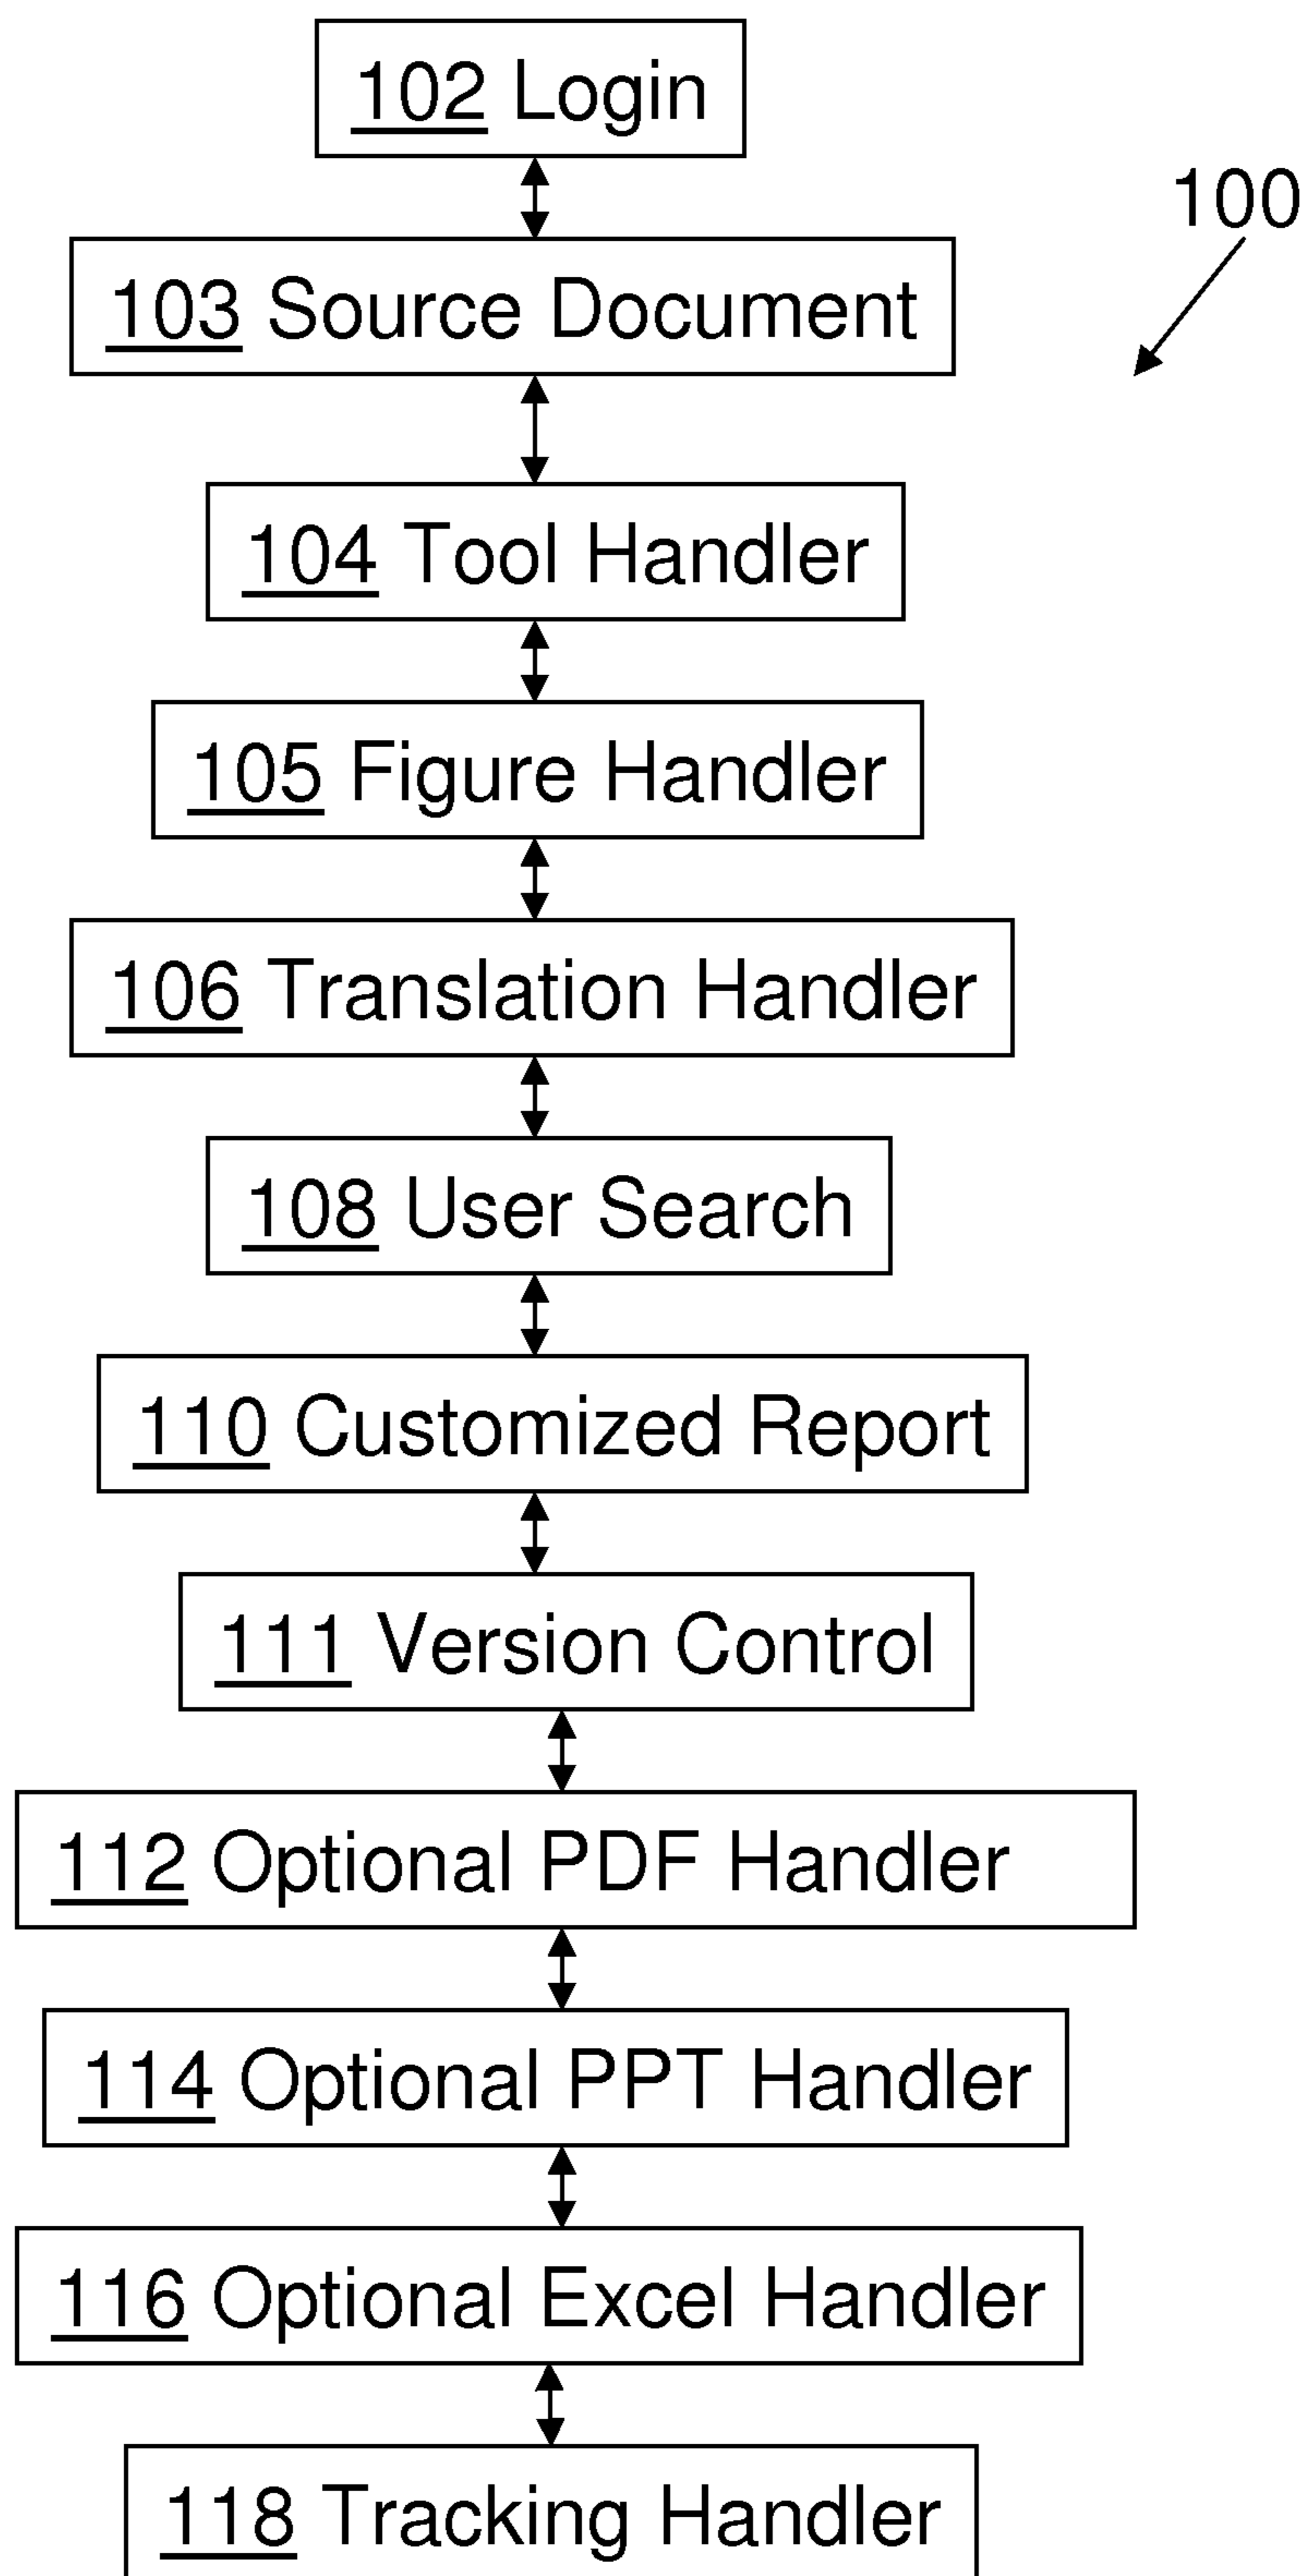 102 Login
100
103 Source Document
104 Tool Handler
105 Figure Handler
106 Translation Handler
108 User Search
110 Customized Report
111 Version Control
112 Optional PDF Handler
114 Optional PPT Handler
116 Optional Excel Handler
118 Tracking Handler